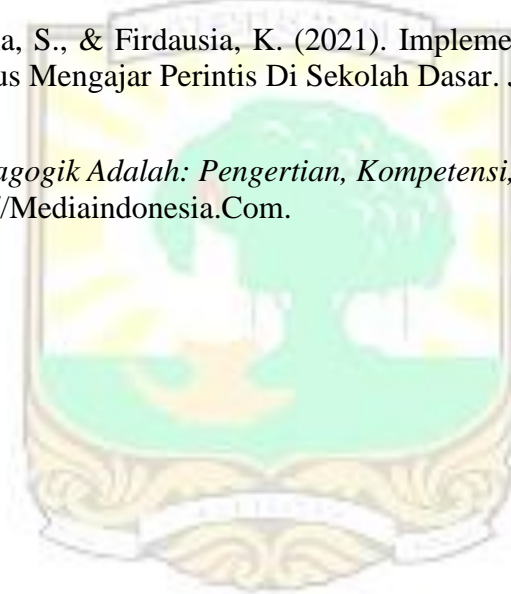 a, S., & Firdausia, K. (2021). Impleme
us Mengajar Perintis Di Sekolah Dasar.
agogik Adalah: Pengertian, Kompetensi,
//Mediaindonesia.Com.